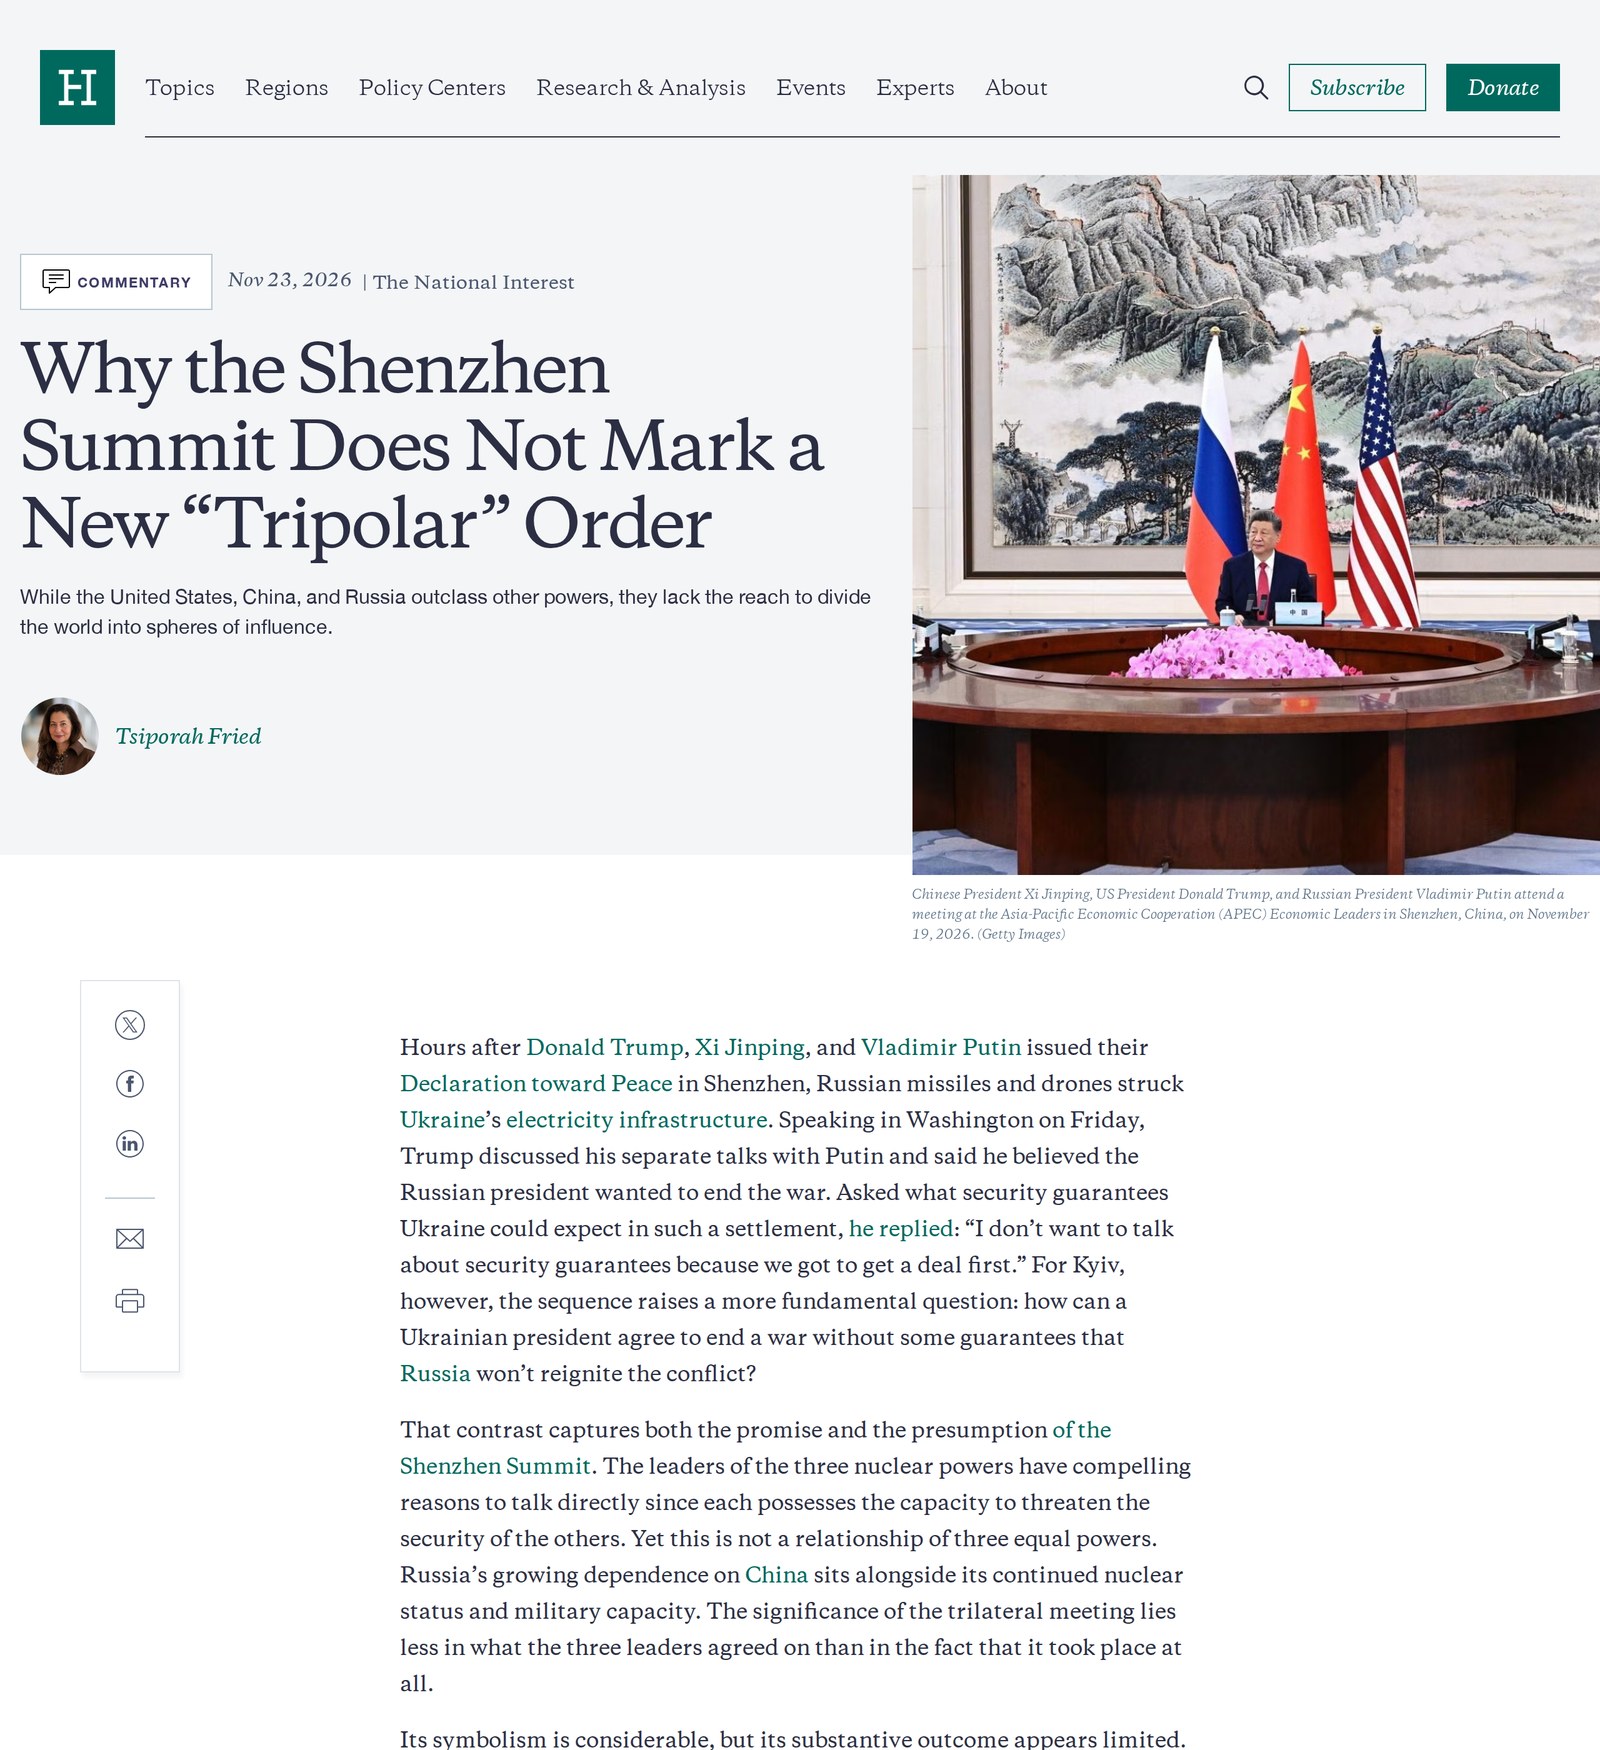 H
Topics Regions Policy Centers Research & Analysis Events Experts About
Subscribe
Donate
COMMENTARY
Nov 23, 2026 | The National Interest
Why the Shenzhen
Summit Does Not Mark a
New “Tripolar” Order
While the United States, China, and Russia outclass other powers, they lack the reach to divide
the world into spheres of influence.
Tsiporah Fried
中国
Chinese President Xi Jinping, US President Donald Trump, and Russian President Vladimir Putin attend a
meeting at the Asia-Pacific Economic Cooperation (APEC) Economic Leaders in Shenzhen, China, on November
19, 2026. (Getty Images)
Hours after Donald Trump, Xi Jinping, and Vladimir Putin issued their
Declaration toward Peace in Shenzhen, Russian missiles and drones struck
Ukraine’s electricity infrastructure. Speaking in Washington on Friday,
Trump discussed his separate talks with Putin and said he believed the
Russian president wanted to end the war. Asked what security guarantees
Ukraine could expect in such a settlement, he replied: “I don’t want to talk
about security guarantees because we got to get a deal first.” For Kyiv,
however, the sequence raises a more fundamental question: how can a
Ukrainian president agree to end a war without some guarantees that
Russia won’t reignite the conflict?
That contrast captures both the promise and the presumption of the
Shenzhen Summit. The leaders of the three nuclear powers have compelling
reasons to talk directly since each possesses the capacity to threaten the
security of the others. Yet this is not a relationship of three equal powers.
Russia’s growing dependence on China sits alongside its continued nuclear
status and military capacity. The significance of the trilateral meeting lies
less in what the three leaders agreed on than in the fact that it took place at
all.
Its symbolism is considerable, but its substantive outcome appears limited.